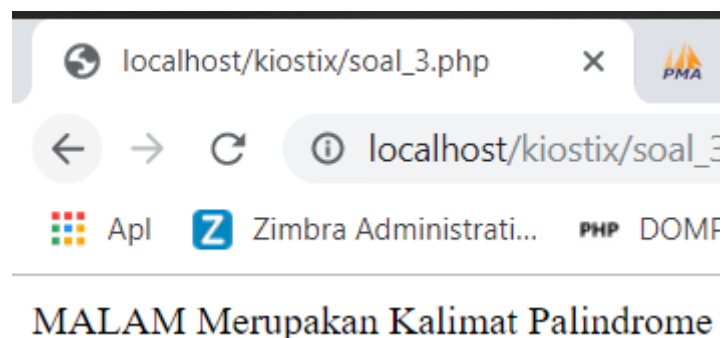 localhost/kiostix/soal_3.php PMA
localhost/kiostix/soal_3
Apl Zimbra Administrati... PHP DOMP
MALAM Merupakan Kalimat Palindrome